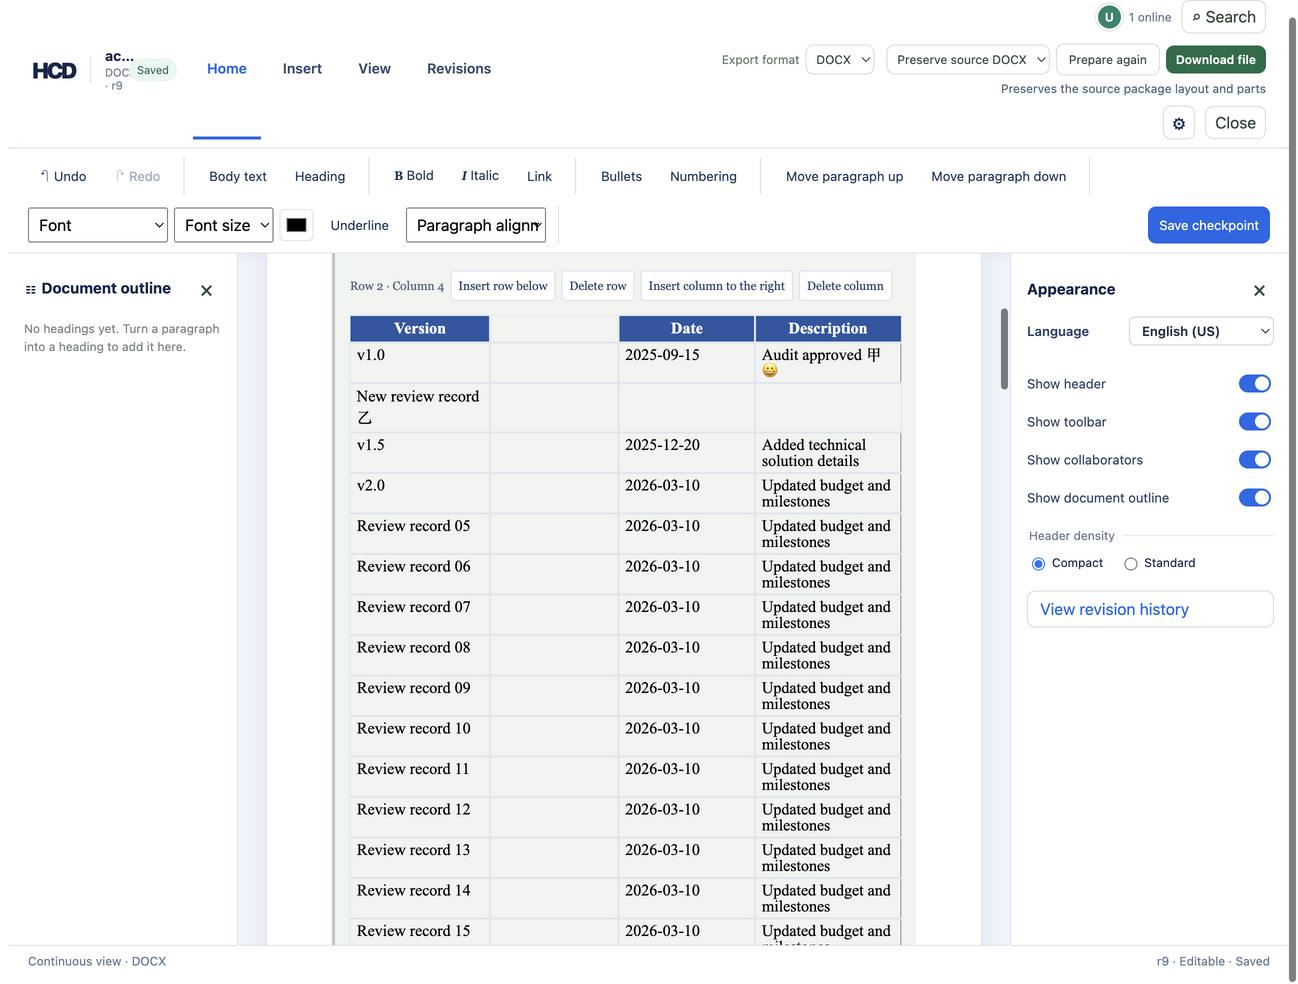 U 1 online Search
HCD ac... DOC. Saved · r9 Home Insert View Revisions
Export format DOCX Preserve source DOCX Prepare again Download file
Preserves the source package layout and parts
Close
Undo Redo Body text Heading B Bold I Italic Link Bullets Numbering Move paragraph up Move paragraph down
Font Font size Underline Paragraph alignm Save checkpoint
Document outline
No headings yet. Turn a paragraph
into a heading to add it here.
Row 2 · Column 4 Insert row below Delete row Insert column to the right Delete column
Version Date Description
v1.0 2025-09-15 Audit approved 甲
😀
New review record
乙
v1.5 2025-12-20 Added technical
solution details
v2.0 2026-03-10 Updated budget and
milestones
Review record 05 2026-03-10 Updated budget and
milestones
Review record 06 2026-03-10 Updated budget and
milestones
Review record 07 2026-03-10 Updated budget and
milestones
Review record 08 2026-03-10 Updated budget and
milestones
Review record 09 2026-03-10 Updated budget and
milestones
Review record 10 2026-03-10 Updated budget and
milestones
Review record 11 2026-03-10 Updated budget and
milestones
Review record 12 2026-03-10 Updated budget and
milestones
Review record 13 2026-03-10 Updated budget and
milestones
Review record 14 2026-03-10 Updated budget and
milestones
Review record 15 2026-03-10 Updated budget and
Appearance
Language English (US)
Show header
Show toolbar
Show collaborators
Show document outline
Header density
Compact Standard
View revision history
Continuous view · DOCX r9 · Editable · Saved